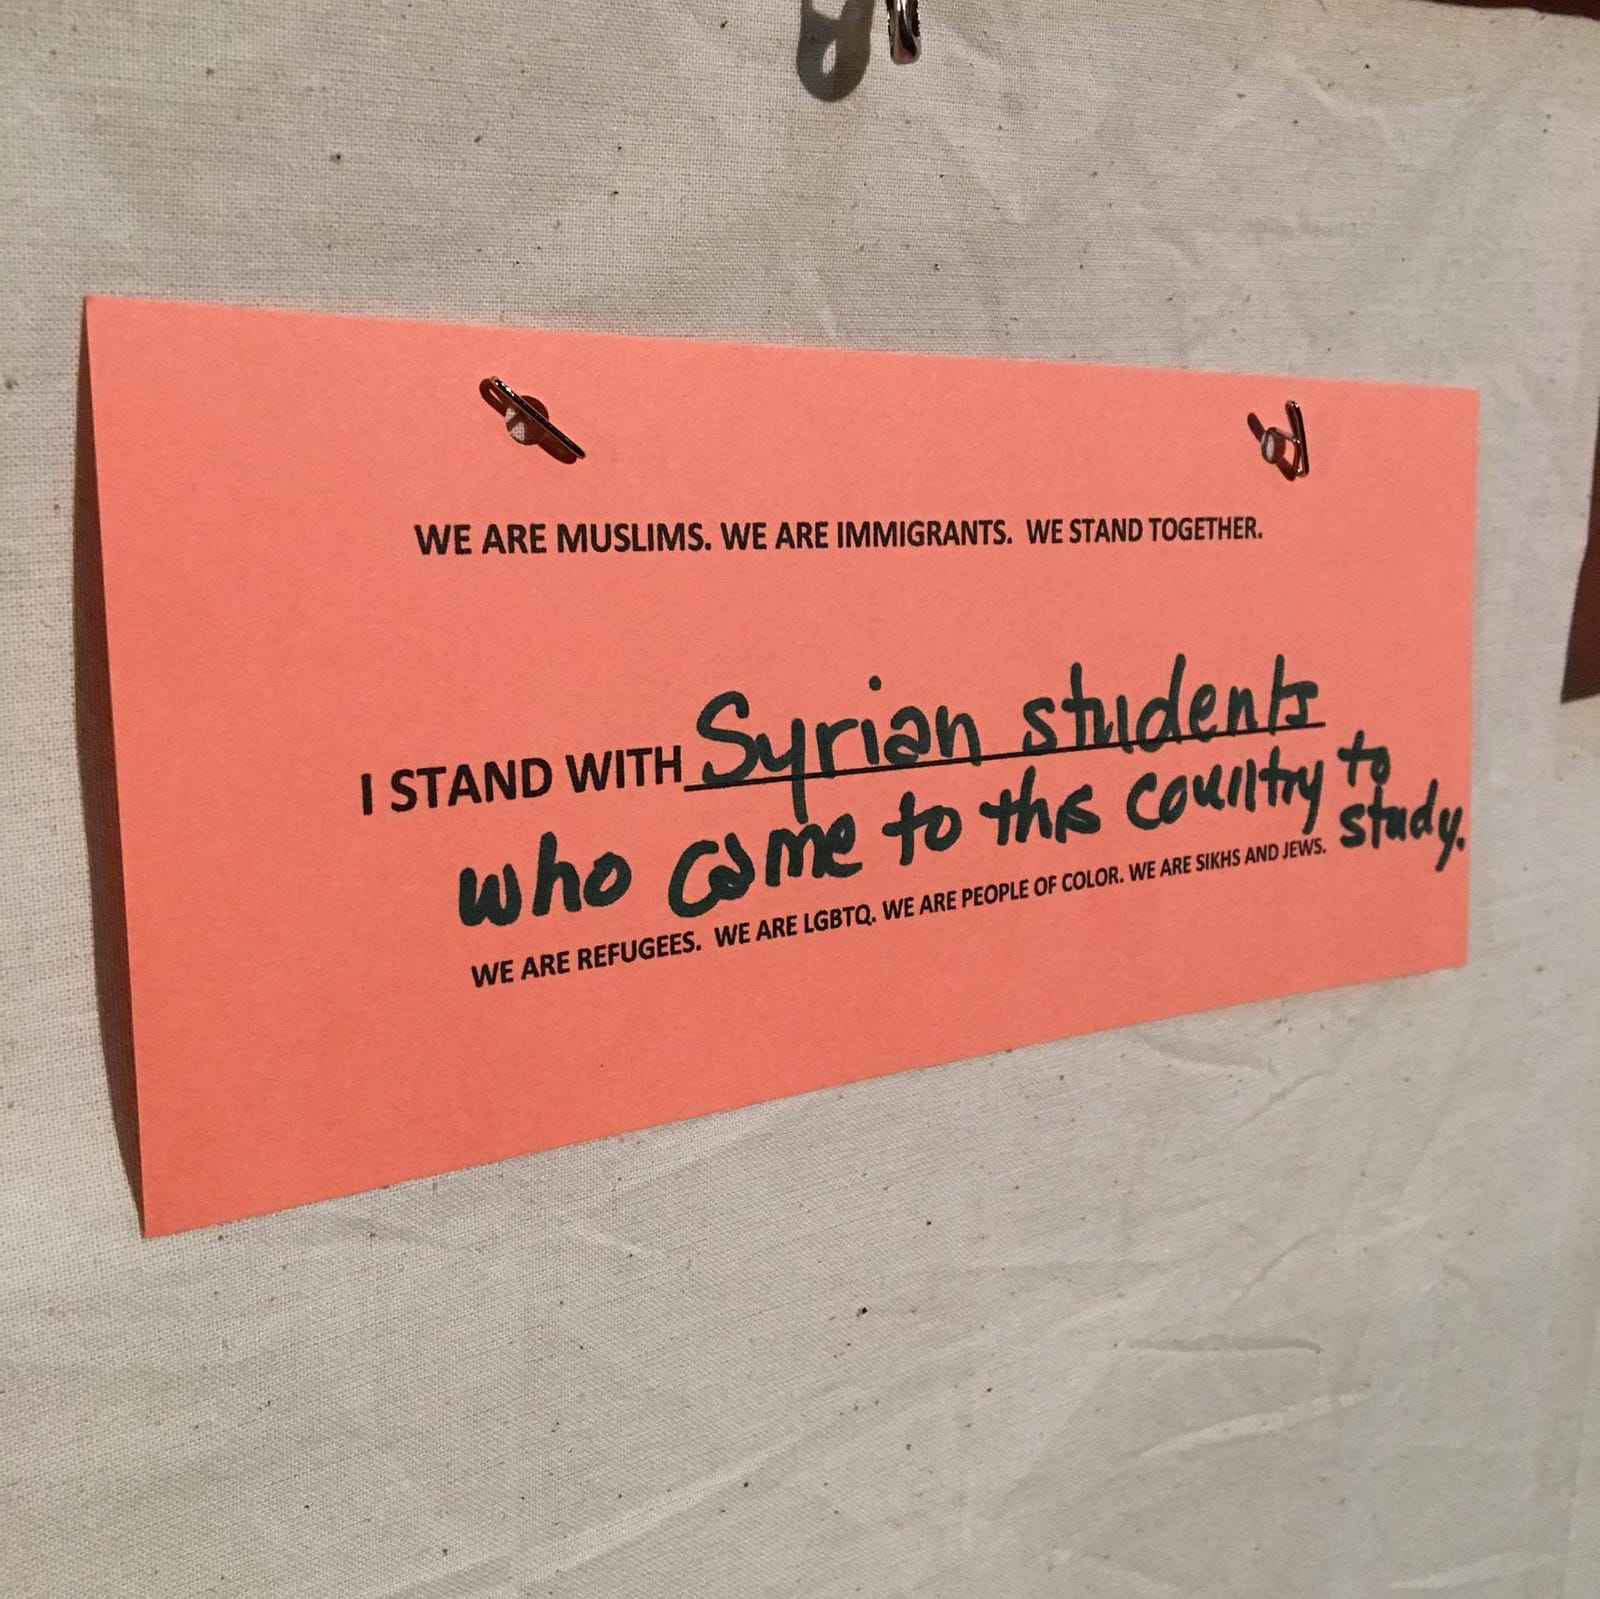 WE ARE MUSLIMS. WE ARE IMMIGRANTS. WE STAND TOGETHER.
I STAND WITH Syrian students
who came to this country to study.
WE ARE REFUGEES. WE ARE LGBTQ. WE ARE PEOPLE OF COLOR. WE ARE SIKHS AND JEWS.